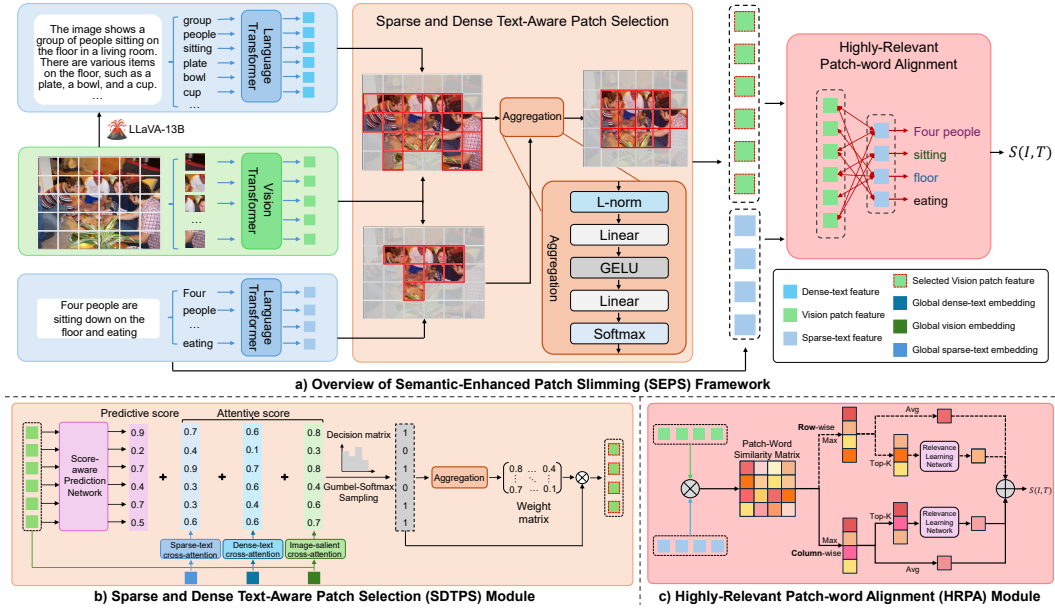 The image shows a
group of people sitting on
the floor in a living room.
There are various items
on the floor, such as a
plate, a bowl, and a cup.
...
group
people
sitting
plate
bowl
cup
...
Language
Transformer
LLaVA-13B
...
Vision
Transformer
Four people are
sitting down on the
floor and eating
Four
people
...
eating
Language
Transformer
Sparse and Dense Text-Aware Patch Selection
Aggregation
Aggregation
L-norm
Linear
GELU
Linear
Softmax
Highly-Relevant
Patch-word Alignment
Four people
sitting
floor
eating
S(I,T)
Dense-text feature
Vision patch feature
Sparse-text feature
Selected Vision patch feature
Global dense-text embedding
Global vision embedding
Global sparse-text embedding
a) Overview of Semantic-Enhanced Patch Slimming (SEPS) Framework
Predictive score
Attentive score
Score-
aware
Prediction
Network
0.9
0.2
0.7
0.4
0.7
0.5
+
0.7
0.4
0.9
0.3
0.3
0.6
+
0.6
0.1
0.7
0.6
0.4
0.6
+
0.8
0.3
0.8
0.4
0.6
0.7
Sparse-text
cross-attention
Dense-text
cross-attention
Image-salient
cross-attention
Decision matrix
Gumbel-Softmax
Sampling
1
0
1
0
1
1
Aggregation
0.8 ... 0.4
⋮ ⋱ ⋮
0.7 ... 0.1
Weight
matrix
b) Sparse and Dense Text-Aware Patch Selection (SDTPS) Module
Patch-Word
Similarity Matrix
Row-wise
Max
Avg
Top-K
Relevance
Learning
Network
Top-K
Relevance
Learning
Network
Max
Column-wise
Avg
S(I,T)
c) Highly-Relevant Patch-word Alignment (HRPA) Module